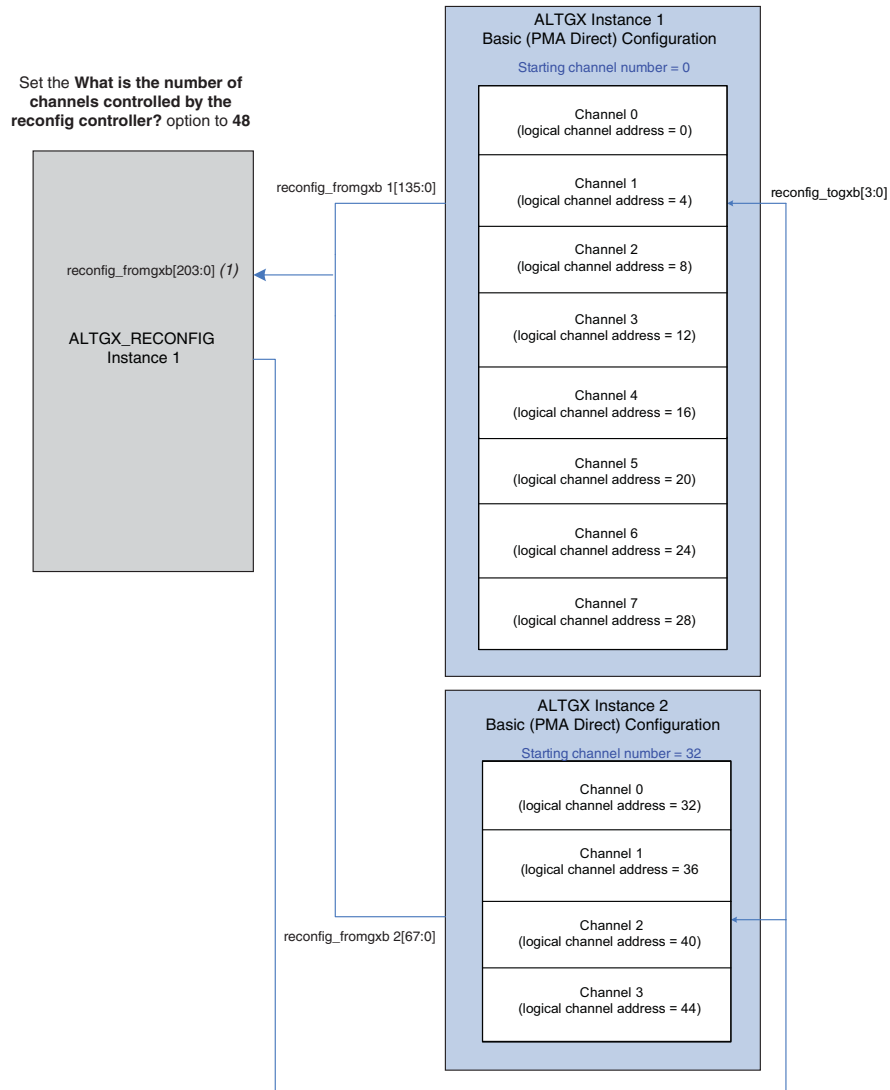 Set the What is the number of
channels controlled by the
reconfig controller? option to 48
reconfig_fromgxb[203:0] (1)
ALTGX_RECONFIG
Instance 1
reconfig_fromgxb 1[135:0]
reconfig_fromgxb 2[67:0]
ALTGX Instance 1
Basic (PMA Direct) Configuration
Starting channel number = 0
Channel 0
(logical channel address = 0)
Channel 1
(logical channel address = 4)
Channel 2
(logical channel address = 8)
Channel 3
(logical channel address = 12)
Channel 4
(logical channel address = 16)
Channel 5
(logical channel address = 20)
Channel 6
(logical channel address = 24)
Channel 7
(logical channel address = 28)
reconfig_togxb[3:0]
ALTGX Instance 2
Basic (PMA Direct) Configuration
Starting channel number = 32
Channel 0
(logical channel address = 32)
Channel 1
(logical channel address = 36
Channel 2
(logical channel address = 40)
Channel 3
(logical channel address = 44)